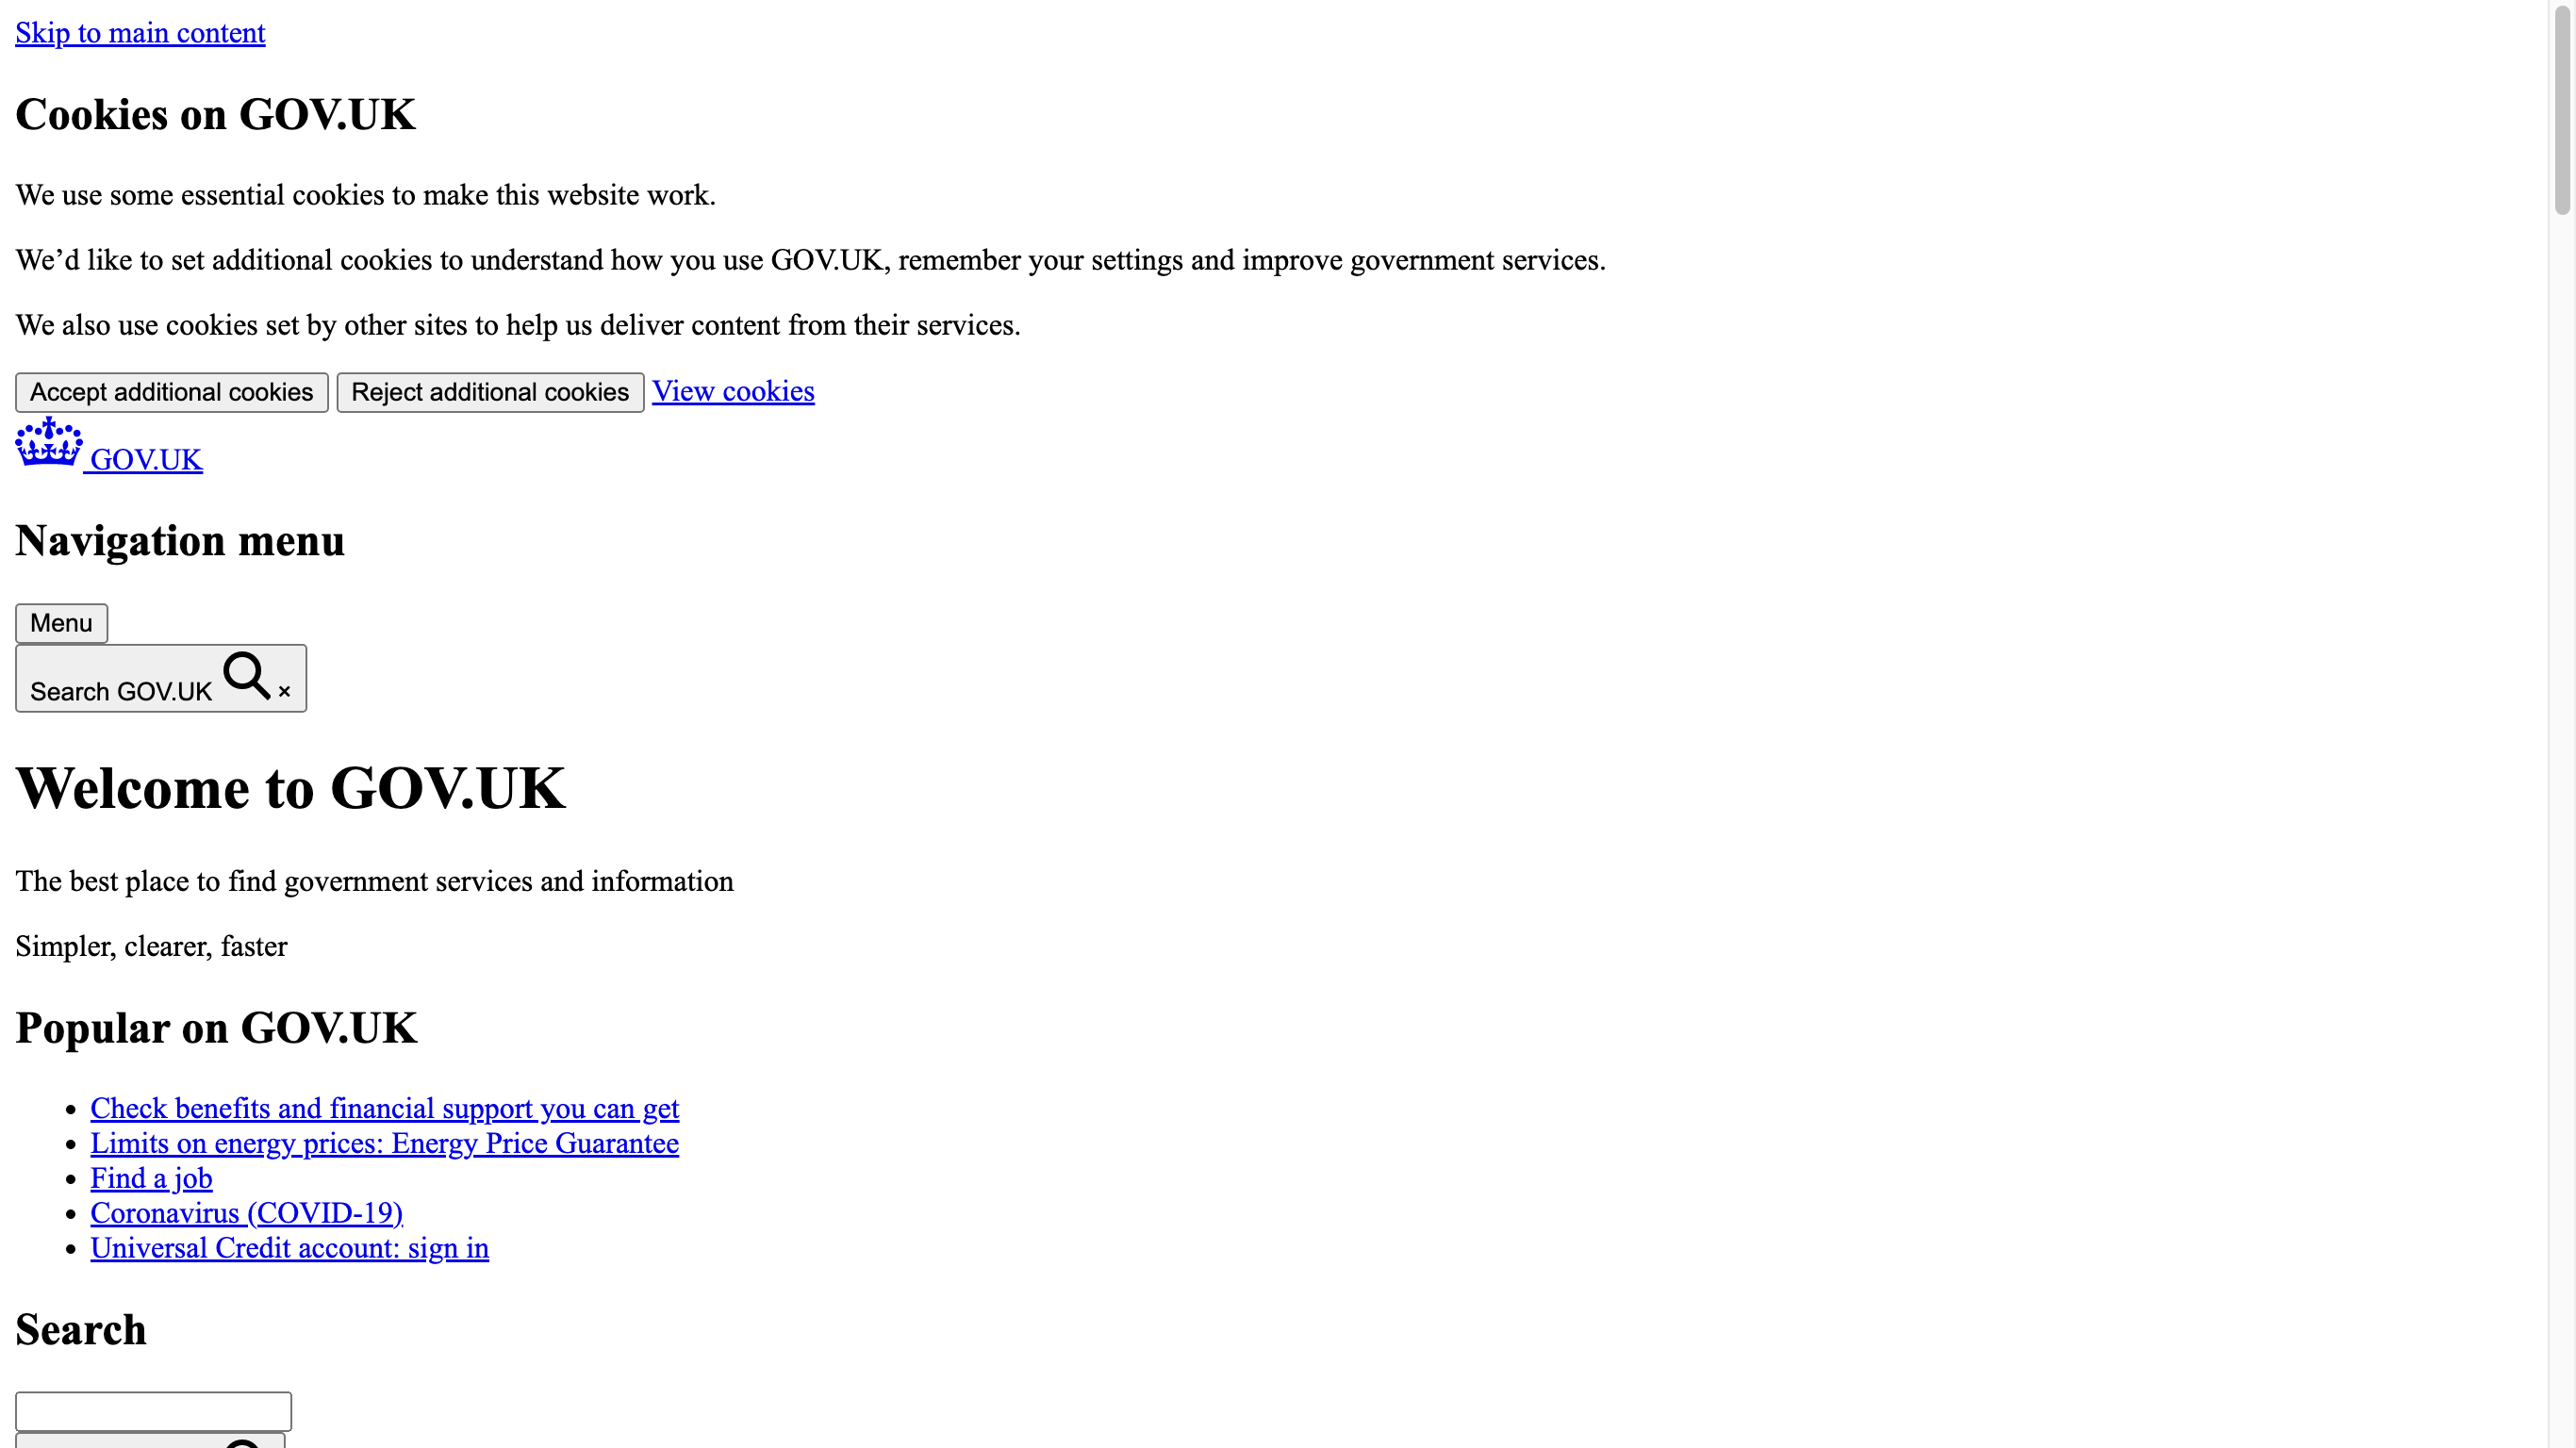 Skip to main content
Cookies on GOV.UK
We use some essential cookies to make this website work.
We’d like to set additional cookies to understand how you use GOV.UK, remember your settings and improve government services.
We also use cookies set by other sites to help us deliver content from their services.
Accept additional cookies Reject additional cookies View cookies
GOV.UK
Navigation menu
Menu
Search GOV.UK ×
Welcome to GOV.UK
The best place to find government services and information
Simpler, clearer, faster
Popular on GOV.UK
• Check benefits and financial support you can get
• Limits on energy prices: Energy Price Guarantee
• Find a job
• Coronavirus (COVID-19)
• Universal Credit account: sign in
Search